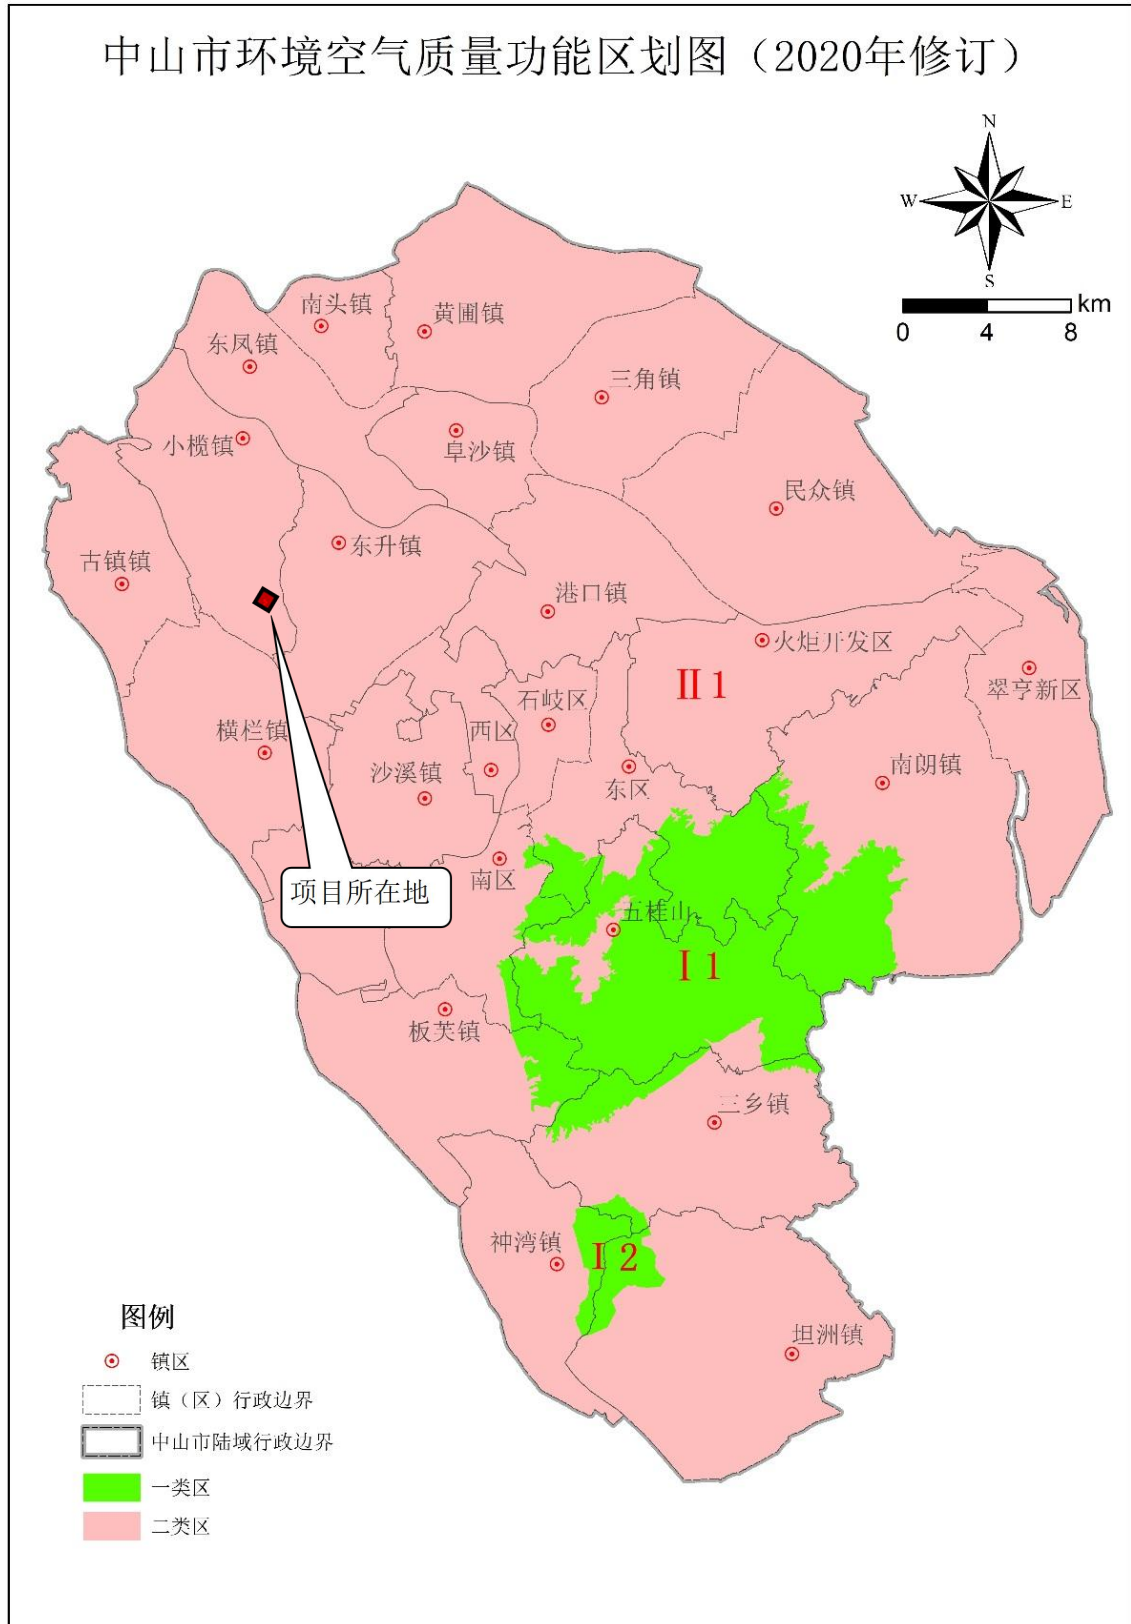 中山市环境空气质量功能区划图（2020年修订）
N
W
E
S
km
0 4 8
南头镇
黄圃镇
东凤镇
三角镇
小榄镇
阜沙镇
民众镇
东升镇
古镇镇
港口镇
火炬开发区
翠亨新区
Ⅱ1
石岐区
横栏镇
西区
沙溪镇
东区
南朗镇
南区
项目所在地
五桂山
Ⅰ1
板芙镇
三乡镇
神湾镇
Ⅰ2
坦洲镇
图例
镇区
镇（区）行政边界
中山市陆域行政边界
一类区
二类区